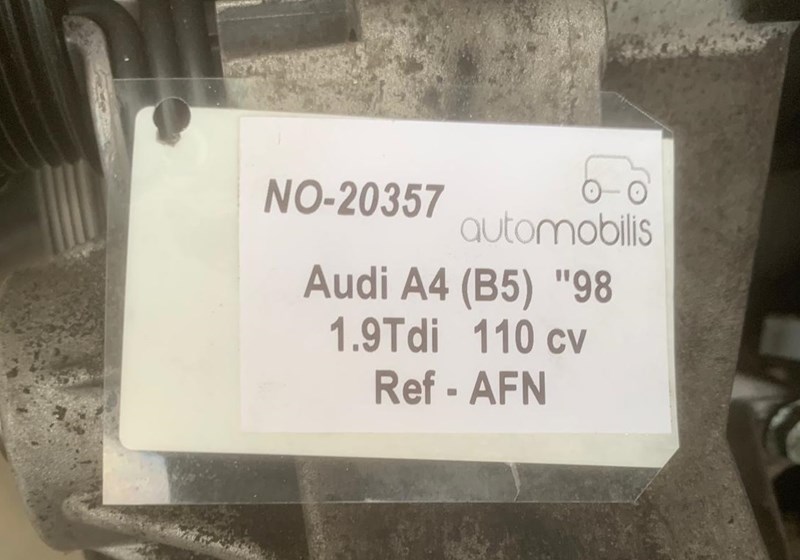 NO-20357
automobilis
Audi A4 (B5) "98
1.9Tdi 110 cv
Ref - AFN